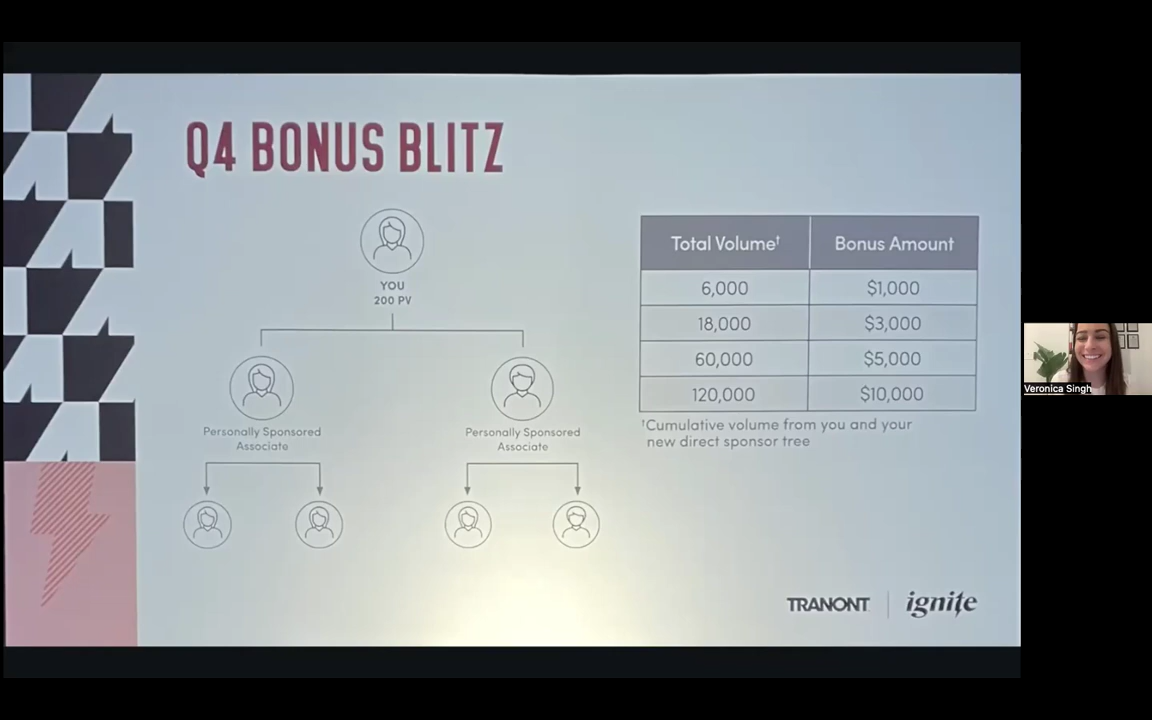 Q4 BONUS BLITZ
YOU
200 PV
Personally Sponsored
Associate
Personally Sponsored
Associate
Total Volume† Bonus Amount
6,000 $1,000
18,000 $3,000
60,000 $5,000
120,000 $10,000
†Cumulative volume from you and your
new direct sponsor tree
TRANONT ignite
Veronica Singh